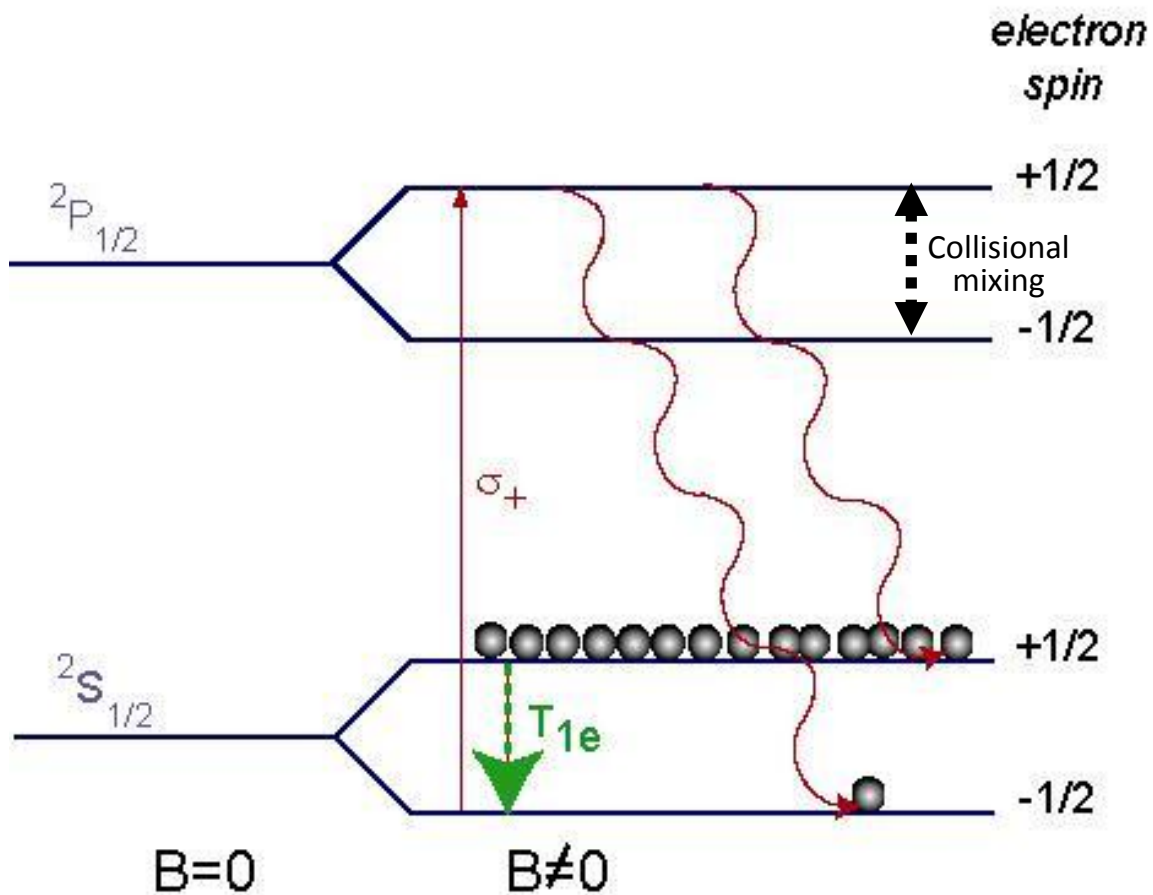 electron
spin
+1/2
²P₁/₂
Collisional
mixing
-1/2
σ₊
+1/2
²S₁/₂
T₁ₑ
-1/2
B=0
B≠0